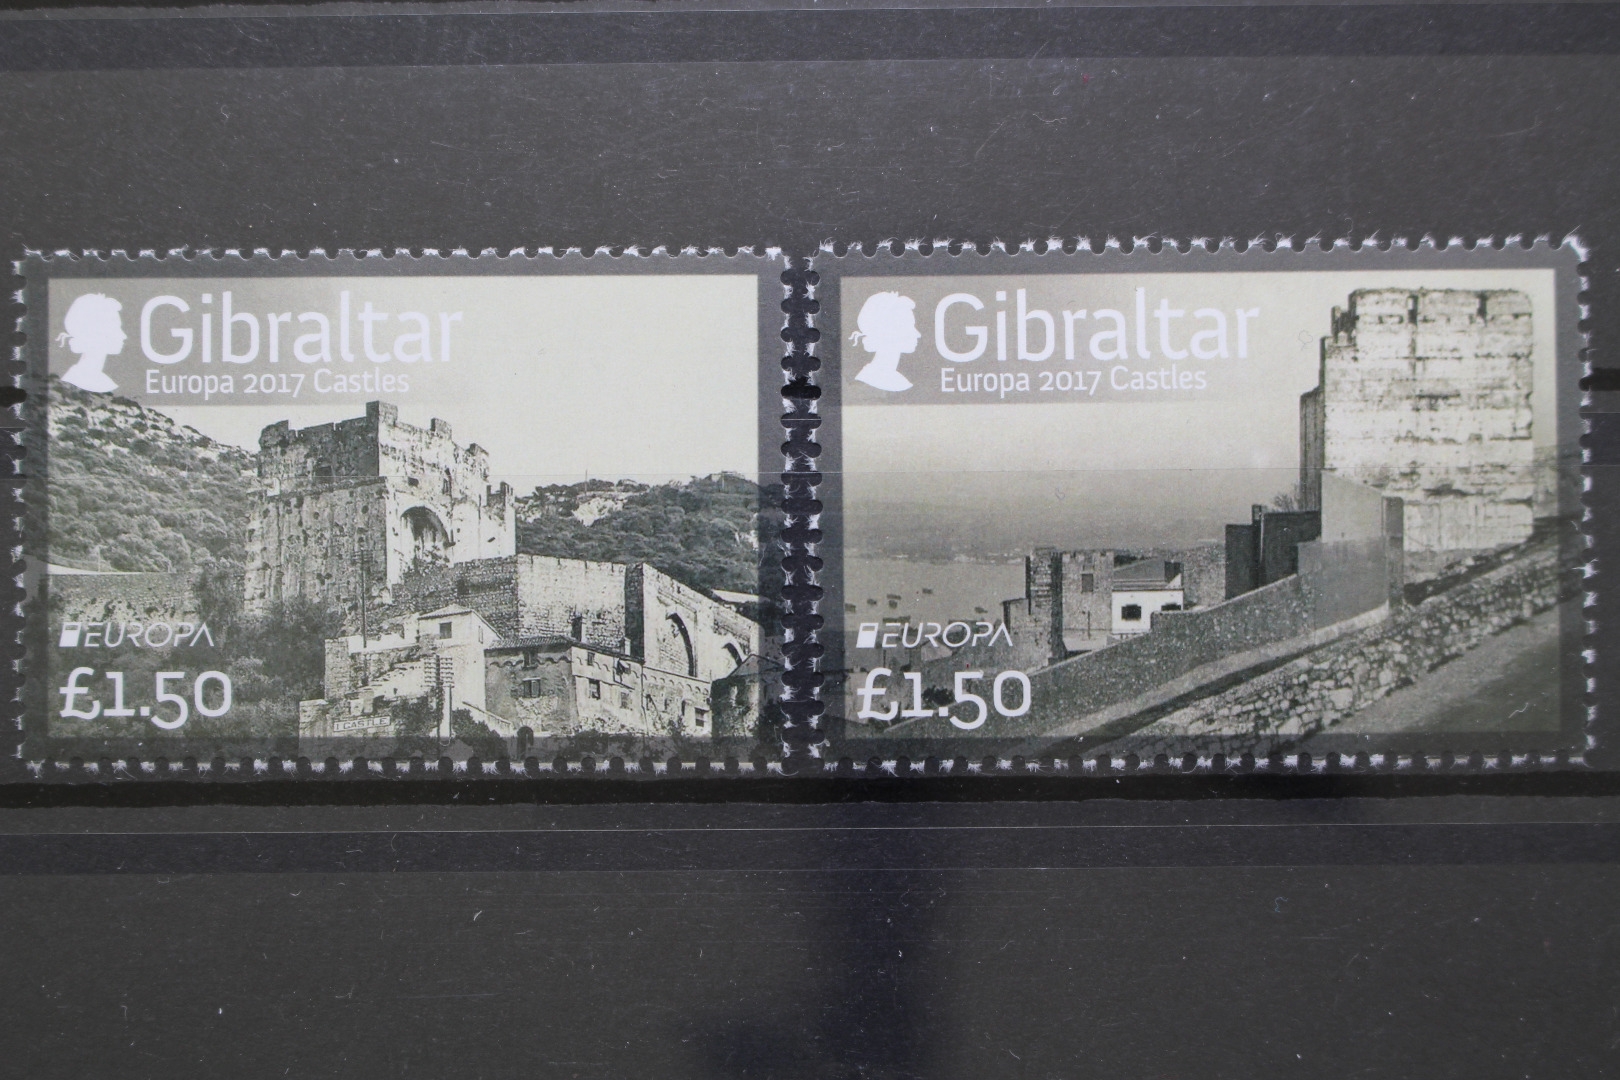 Gibraltar
Europa 2017 Castles
EUROPA
£1.50
CASTLE
Gibraltar
Europa 2017 Castles
EUROPA
£1.50